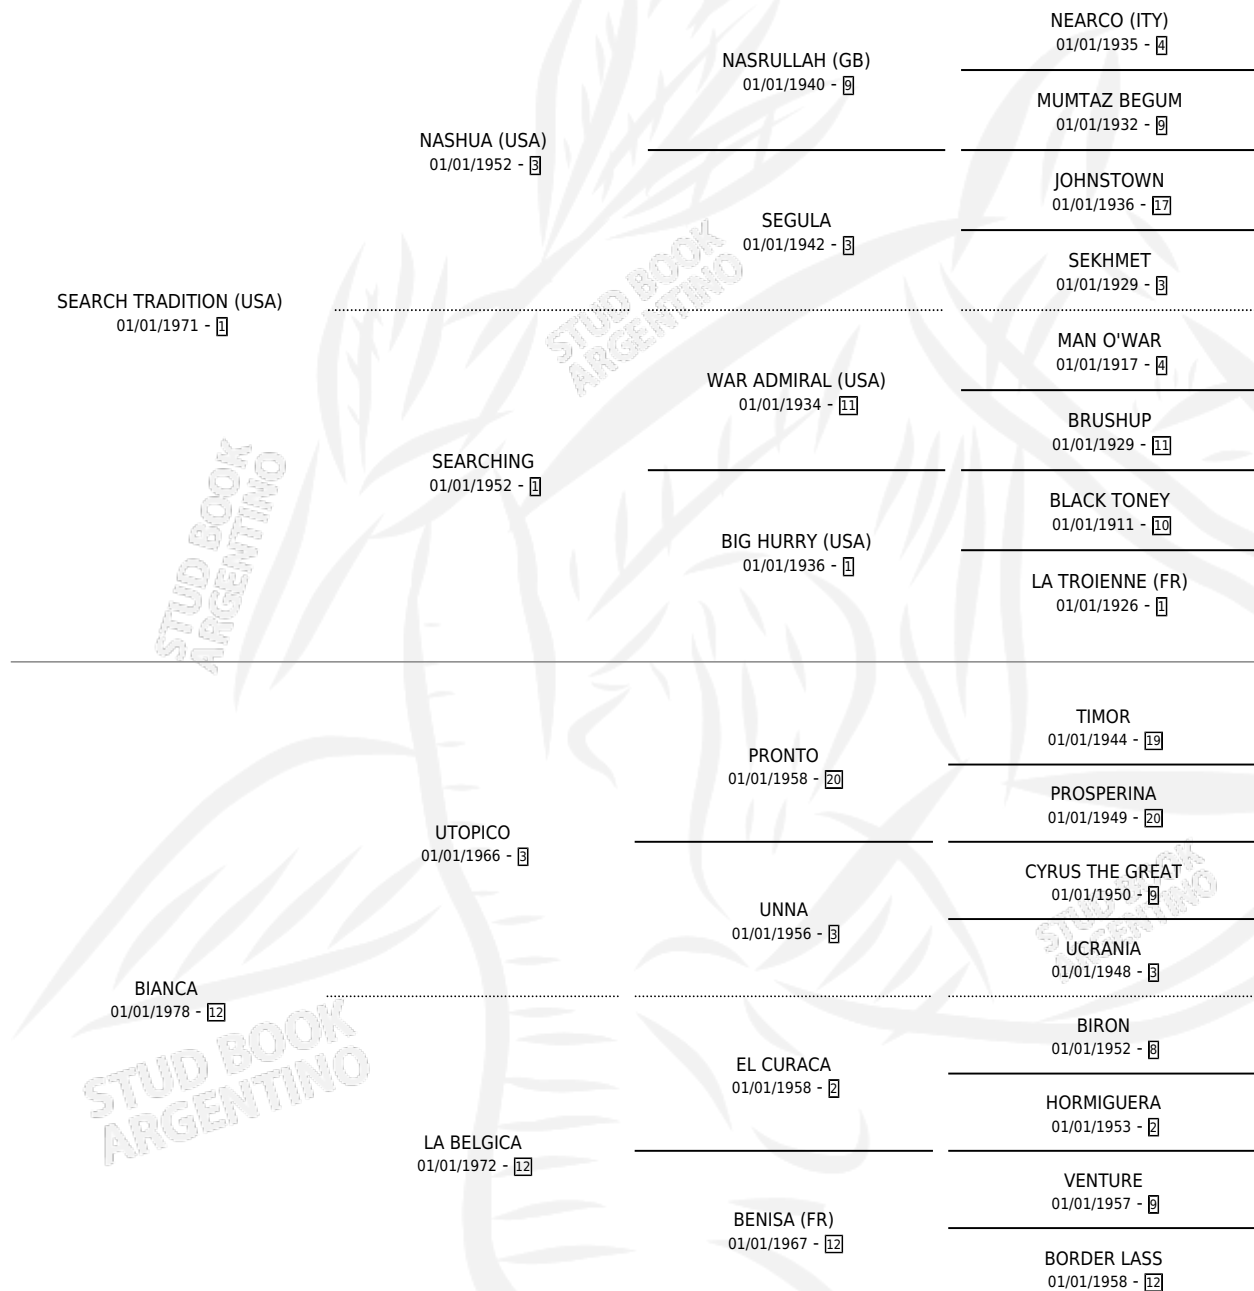 NEARCO (ITY)
01/01/1935 - 4
NASRULLAH (GB)
01/01/1940 - 9
MUMTAZ BEGUM
01/01/1932 - 9
NASHUA (USA)
01/01/1952 - 3
JOHNSTOWN
01/01/1936 - 17
SEGULA
01/01/1942 - 3
SEKHMET
01/01/1929 - 3
SEARCH TRADITION (USA)
01/01/1971 - 1
MAN O'WAR
01/01/1917 - 4
WAR ADMIRAL (USA)
01/01/1934 - 11
BRUSHUP
01/01/1929 - 11
SEARCHING
01/01/1952 - 1
BLACK TONEY
01/01/1911 - 10
BIG HURRY (USA)
01/01/1936 - 1
LA TROIENNE (FR)
01/01/1926 - 1
TIMOR
01/01/1944 - 19
PRONTO
01/01/1958 - 20
PROSPERINA
01/01/1949 - 20
UTOPICO
01/01/1966 - 3
CYRUS THE GREAT
01/01/1950 - 9
UNNA
01/01/1956 - 3
UCRANIA
01/01/1948 - 3
BIANCA
01/01/1978 - 12
BIRON
01/01/1952 - 8
EL CURACA
01/01/1958 - 2
HORMIGUERA
01/01/1953 - 2
LA BELGICA
01/01/1972 - 12
VENTURE
01/01/1957 - 9
BENISA (FR)
01/01/1967 - 12
BORDER LASS
01/01/1958 - 12
STUD BOOK
ARGENTINO
STUD BOOK
ARGENTINO
STUD BOOK
ARGENTINO
STUD BOOK
ARGENTINO